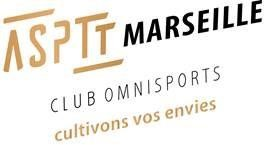 ASPTT MARSEILLE
CLUB OMNISPORTS
cultivons vos envies